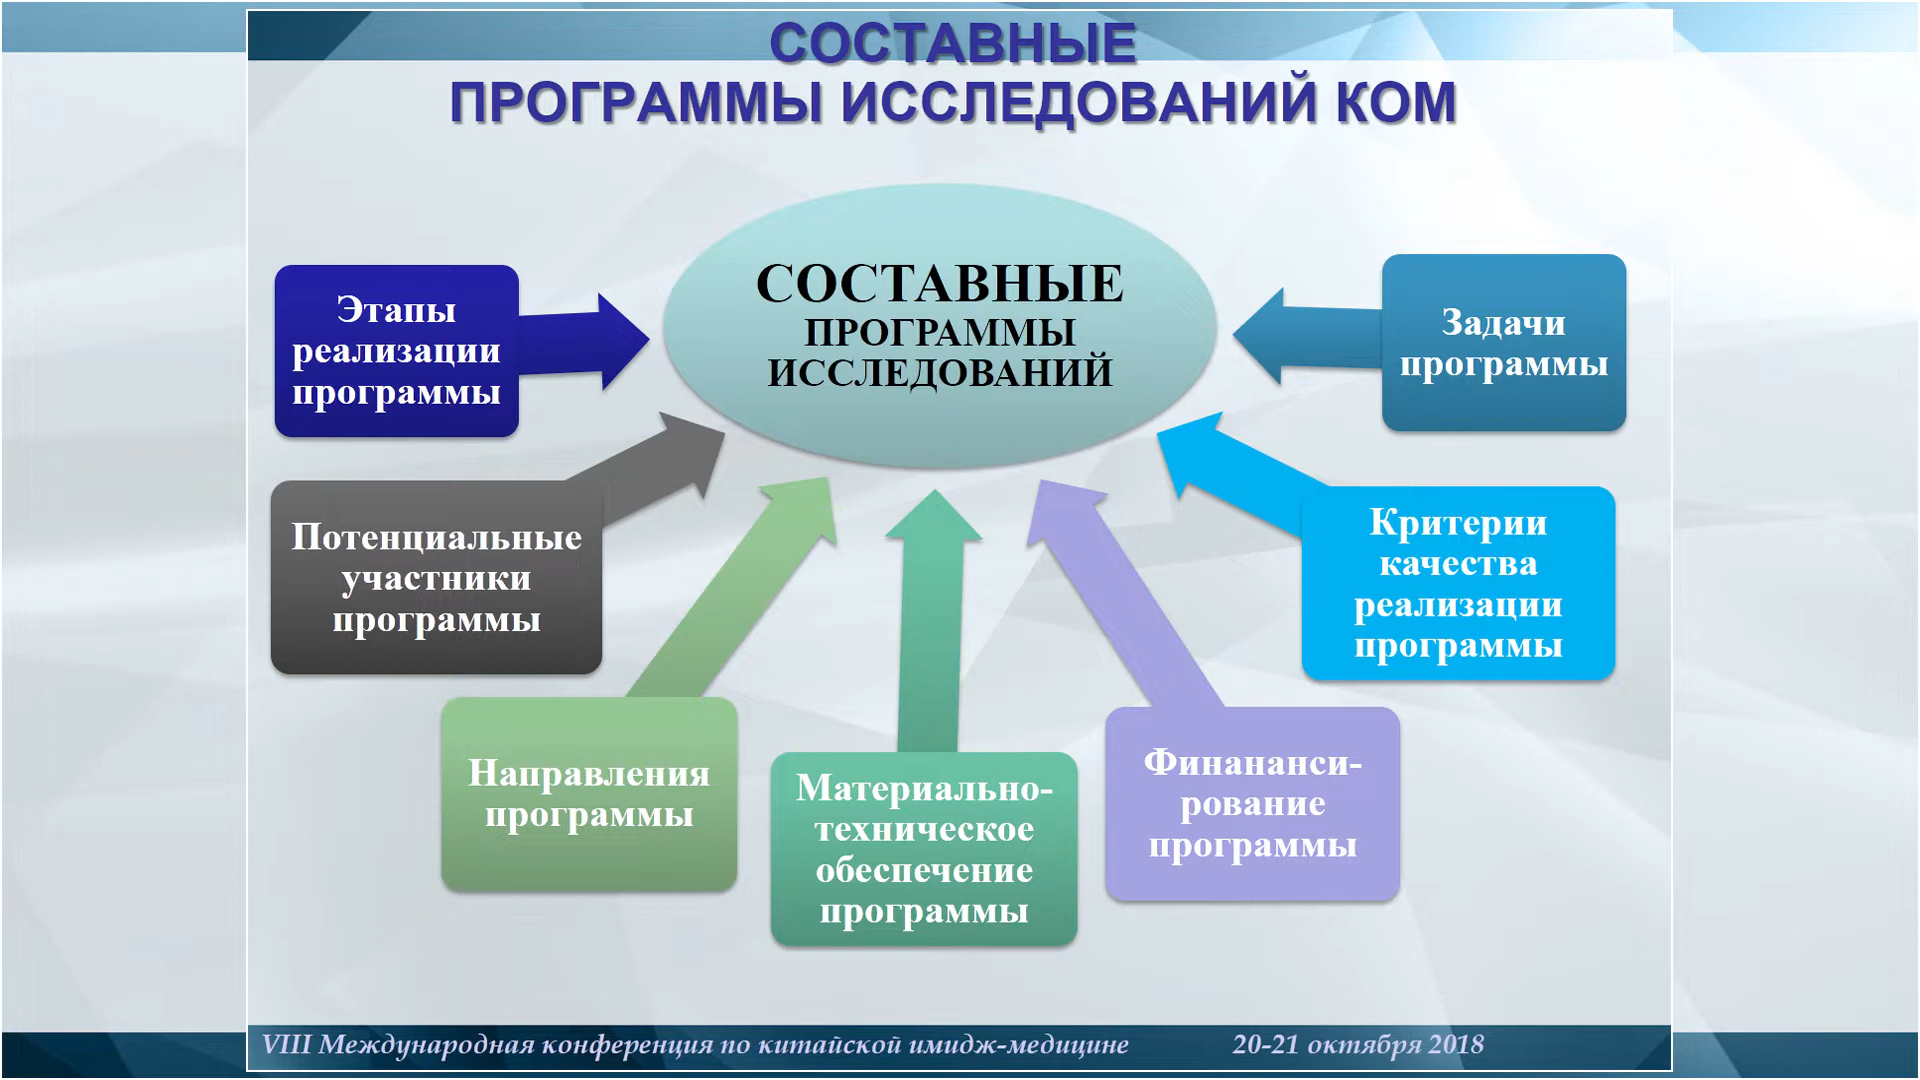 СОСТАВНЫЕ
ПРОГРАММЫ ИССЛЕДОВАНИЙ КОМ
СОСТАВНЫЕ
ПРОГРАММЫ
ИССЛЕДОВАНИЙ
Этапы
реализации
программы
Задачи
программы
Потенциальные
участники
программы
Критерии
качества
реализации
программы
Направления
программы
Материально-
техническое
обеспечение
программы
Финананси-
рование
программы
VIII Международная конференция по китайской имидж-медицине 20-21 октября 2018